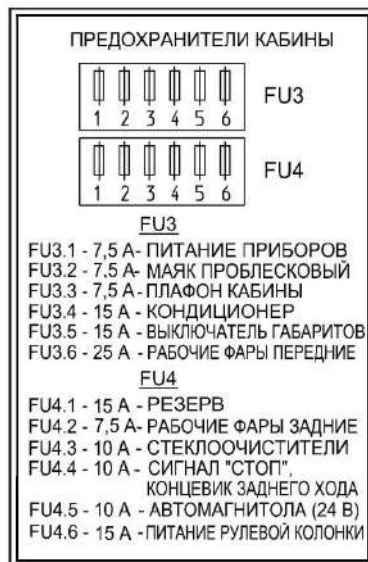 ПРЕДОХРАНИТЕЛИ КАБИНЫ
1 2 3 4 5 6
FU3
1 2 3 4 5 6
FU4
FU3
FU3.1 - 7,5 А- ПИТАНИЕ ПРИБОРОВ
FU3.2 - 7.5 А- МАЯК ПРОБЛЕСКОВЫЙ
FU3.3 - 7,5 А- ПЛАФОН КАБИНЫ
FU3.4 - 15 А - КОНДИЦИОНЕР
FU3.5 - 15 А - ВЫКЛЮЧАТЕЛЬ ГАБАРИТОВ
FU3.6 - 25 А - РАБОЧИЕ ФАРЫ ПЕРЕДНИЕ
FU4
FU4.1 - 15 А - РЕЗЕРВ
FU4.2 - 7,5А- РАБОЧИЕ ФАРЫ ЗАДНИЕ
FU4.3 - 10 А - СТЕКЛООЧИСТИТЕЛИ
FU4.4 - 10 А - СИГНАЛ "СТОП",
КОНЦЕВИК ЗАДНЕГО ХОДА
FU4.5 - 10 А - АВТОМАГНИТОЛА (24 В)
FU4.6 - 15 А - ПИТАНИЕ РУЛЕВОЙ КОЛОНКИ